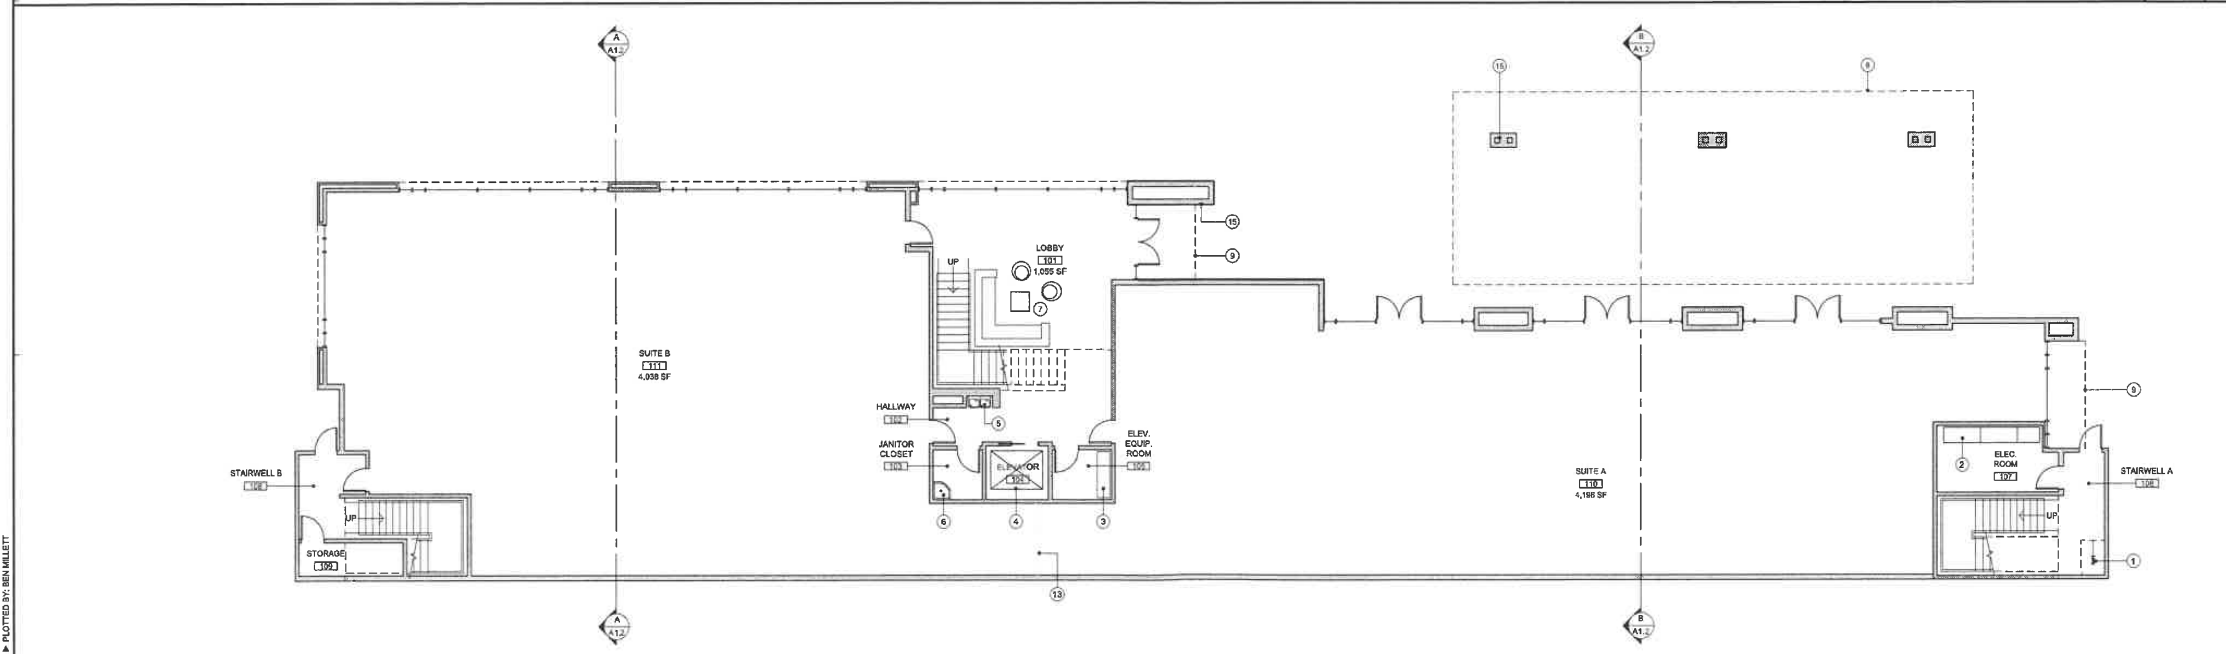 A
A1.2
B
A1.2
15
8
15
9
LOBBY
101
1,055 SF
UP
7
SUITE B
111
4,038 SF
9
HALLWAY
102
5
JANITOR
CLOSET
103
ELEV.
EQUIP.
ROOM
105
ELEVATOR
104
STAIRWELL B
UP
STORAGE
109
6
4
3
13
SUITE A
110
4,196 SF
2
ELEC.
ROOM
107
STAIRWELL A
UP
1
A
A1.2
B
A1.2
PLOTTED BY: BEN MILLETT